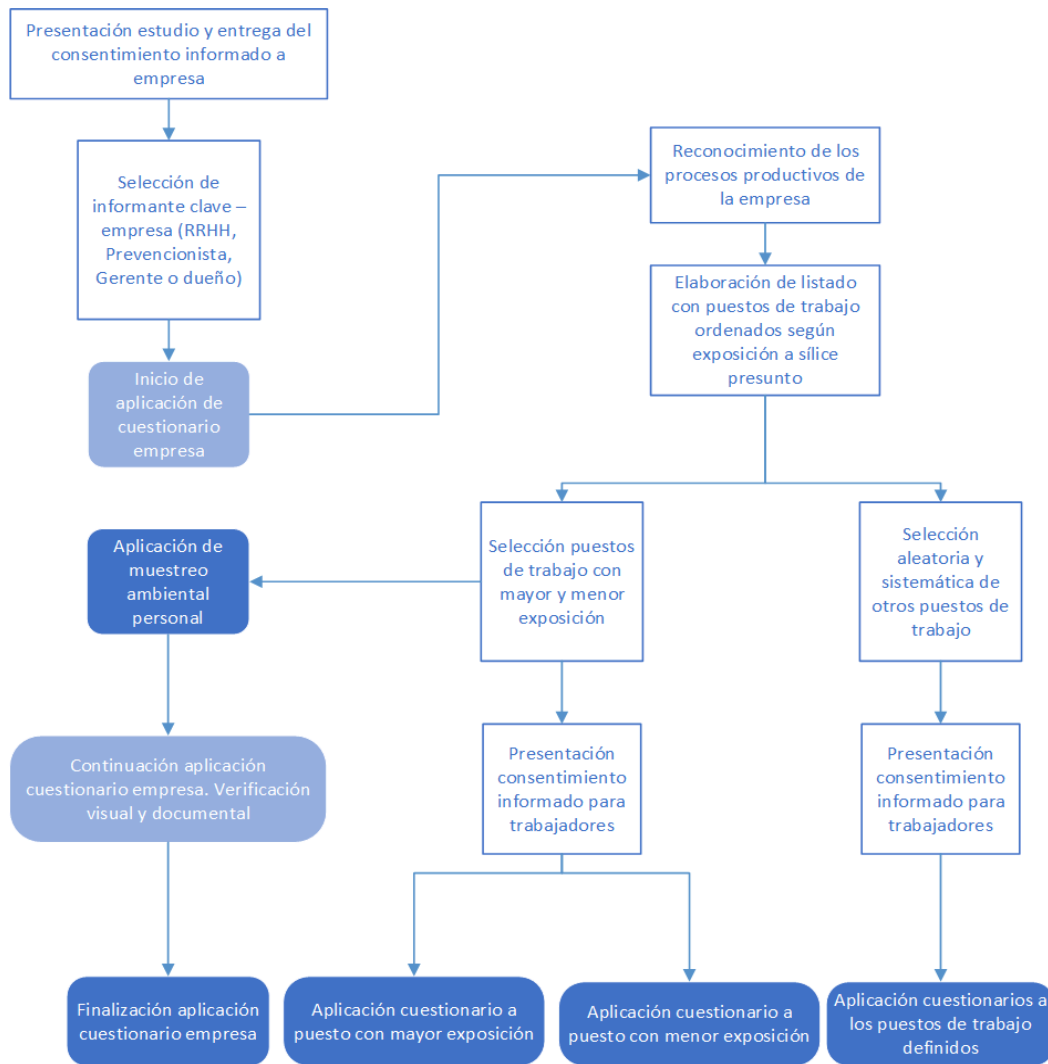 Presentación estudio y entrega del
consentimiento informado a
empresa
Selección de
informante clave –
empresa (RRHH,
Prevencionista,
Gerente o dueño)
Inicio de
aplicación de
cuestionario
empresa
Reconocimiento de los
procesos productivos de
la empresa
Elaboración de listado
con puestos de trabajo
ordenados según
exposición a sílice
presunto
Aplicación de
muestreo
ambiental
personal
Selección puestos
de trabajo con
mayor y menor
exposición
Selección
aleatoria y
sistemática de
otros puestos de
trabajo
Continuación aplicación
cuestionario empresa. Verificación
visual y documental
Presentación
consentimiento
informado para
trabajadores
Presentación
consentimiento
informado para
trabajadores
Finalización aplicación
cuestionario empresa
Aplicación cuestionario a
puesto con mayor exposición
Aplicación cuestionario a
puesto con menor exposición
Aplicación cuestionarios a
los puestos de trabajo
definidos